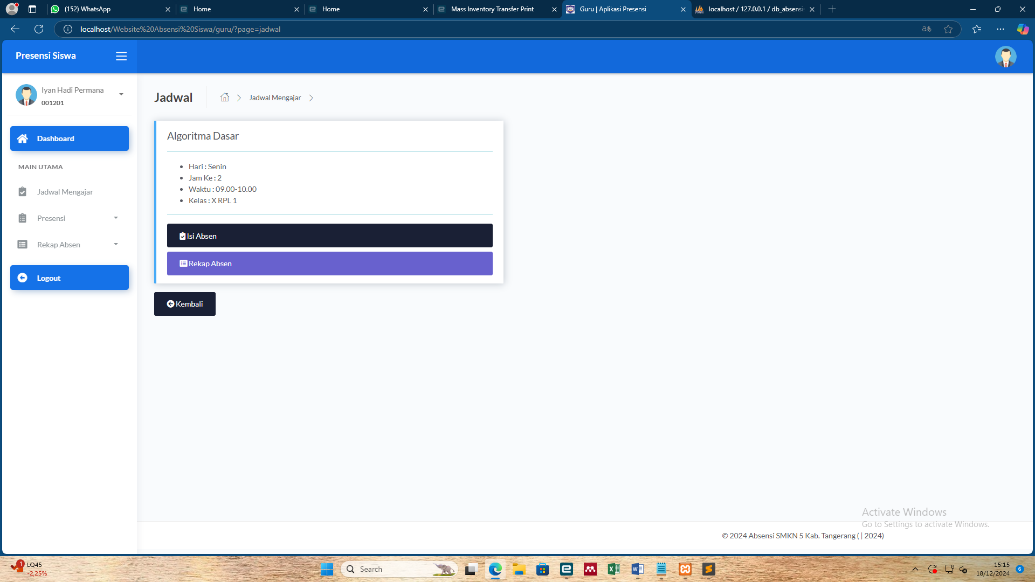 (152) WhatsApp
Home
Home
Mass Inventory Transfer Print
Guru | Aplikasi Presensi
localhost / 127.0.0.1 / db_absensi
localhost/Website%20Absensi%20Siswa/guru/?page=jadwal
Presensi Siswa
Iyan Hadi Permana
001201
Dashboard
MAIN UTAMA
Jadwal Mengajar
Presensi
Rekap Absen
Logout
Jadwal
Jadwal Mengajar
Algoritma Dasar
Hari : Senin
Jam Ke : 2
Waktu : 09.00-10.00
Kelas : X RPL 1
Isi Absen
Rekap Absen
Kembali
Activate Windows
Go to Settings to activate Windows.
© 2024 Absensi SMKN 5 Kab. Tangerang ( | 2024)
1
LQ45
-2,25%
Search
15:15
18/12/2024